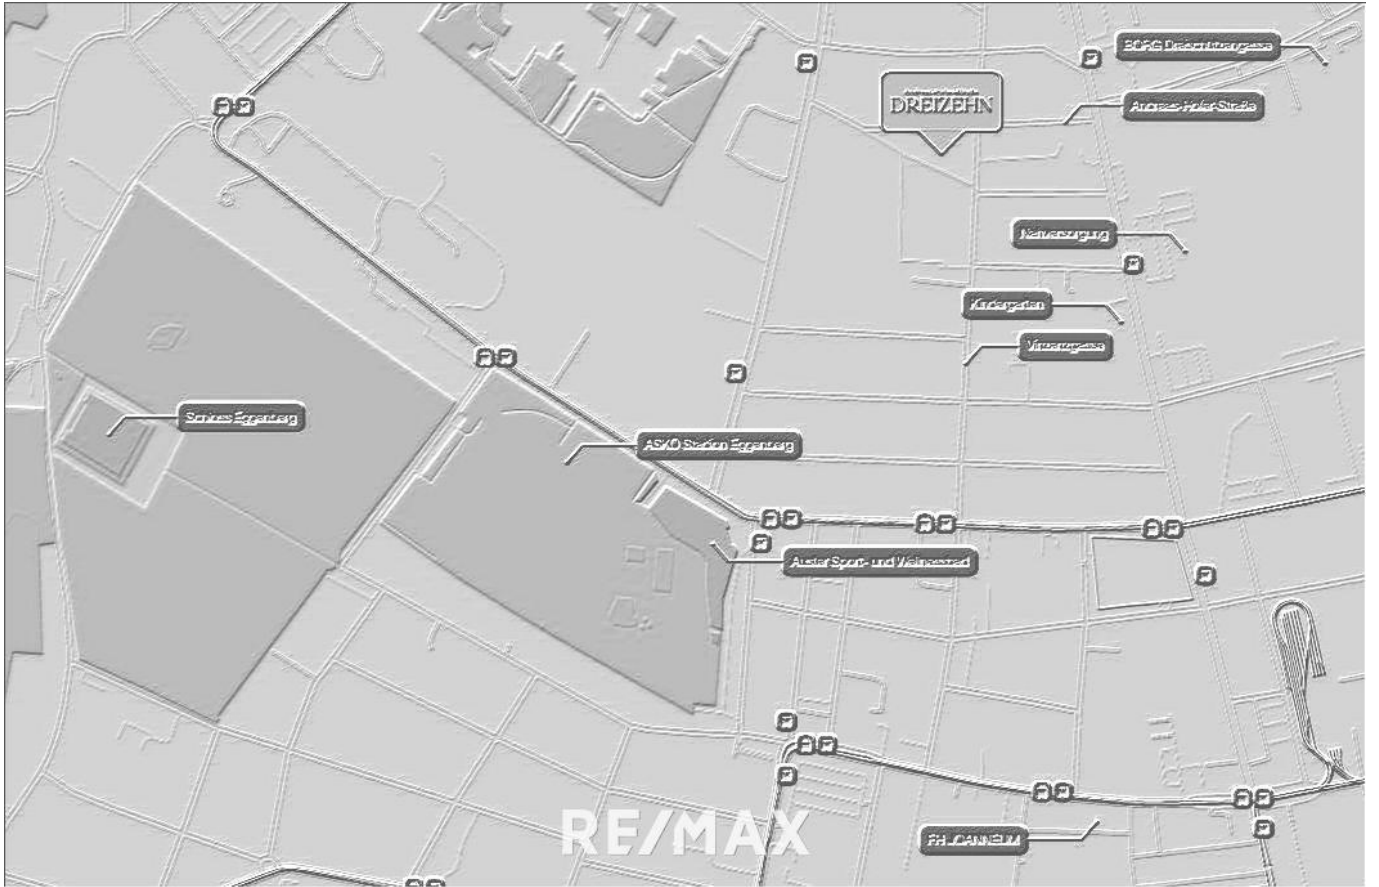 BORG Dreierschützengasse
DREIZEHN
Andreas-Hofer-Straße
Nahversorgung
Kindergarten
Vinzenzgasse
Schloss Eggenberg
ASKÖ Stadion Eggenberg
Auster Sport- und Wellnessbad
RE/MAX
FH JOANNEUM